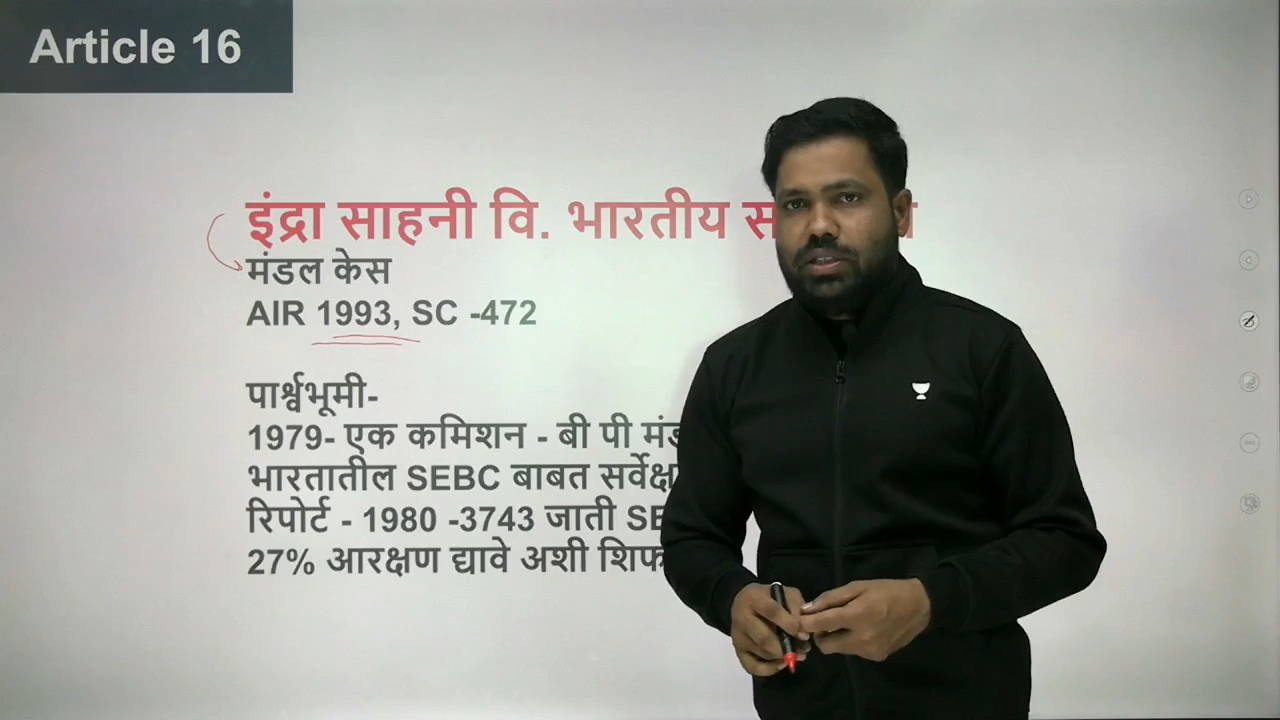 Article 16
इंद्रा साहनी वि. भारतीय
मंडल केस
AIR 1993, SC -472
पार्श्वभूमी-
1979- एक कमिशन - बी पी
भारतातील SEBC बाबत
रिपोर्ट - 1980 -3743 जाती
27% आरक्षण द्यावे अशी